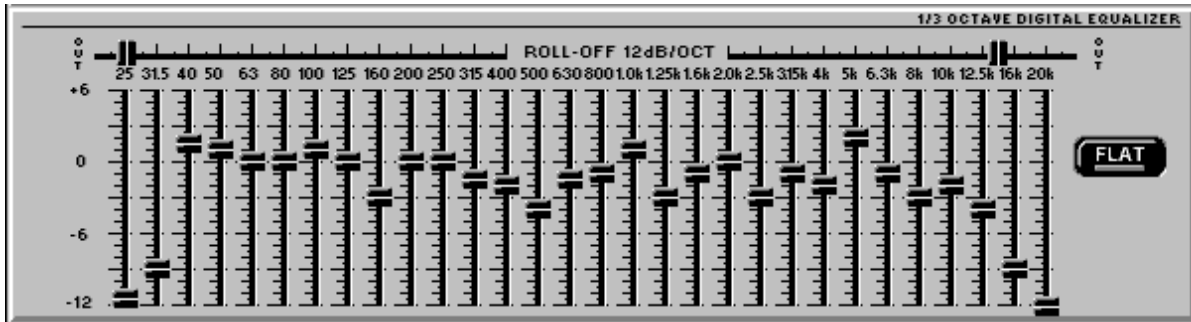 1/3 OCTAVE DIGITAL EQUALIZER
OUT ROLL-OFF 12dB/OCT OUT
25 31.5 40 50 63 80 100 125 160 200 250 315 400 500 630 800 1.0k 1.25k 1.6k 2.0k 2.5k 3.15k 4k 5k 6.3k 8k 10k 12.5k 16k 20k
+6
0
FLAT
-6
-12